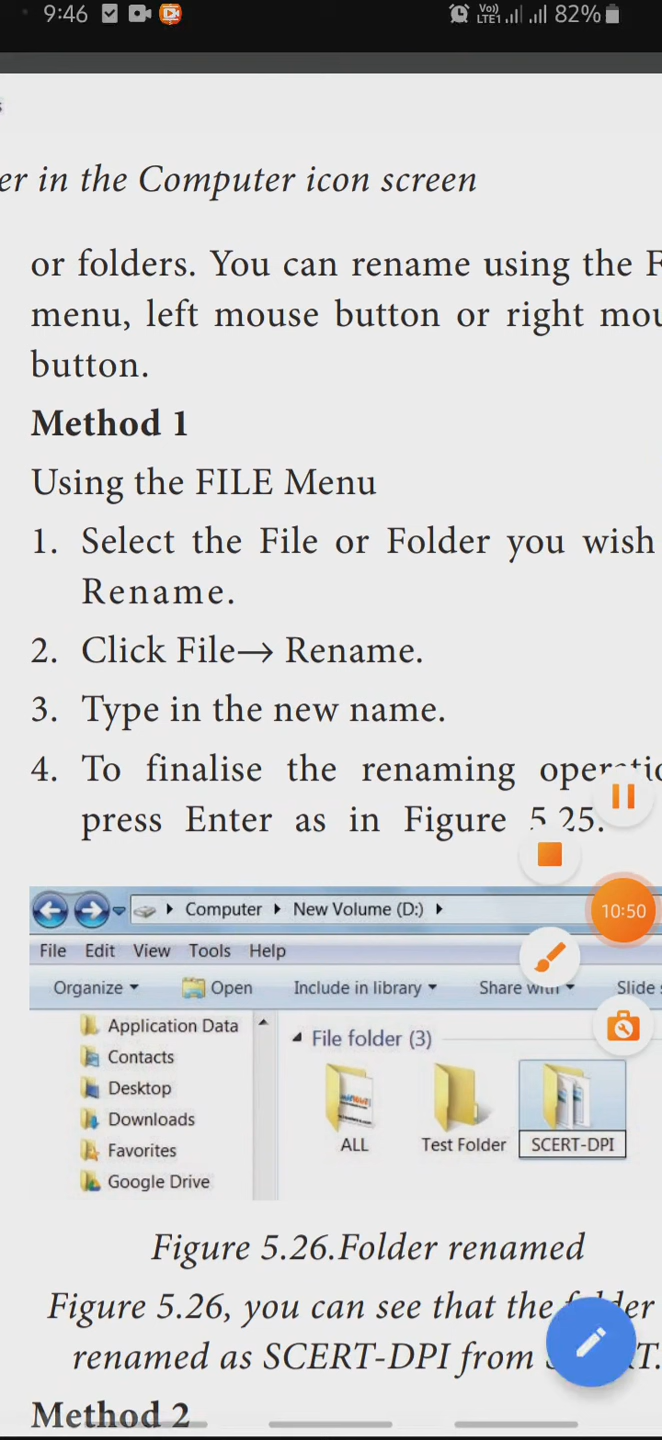 9:46 Vo)) LTE1 82%
s
er in the Computer icon screen
or folders. You can rename using the F
menu, left mouse button or right mou
button.
Method 1
Using the FILE Menu
1. Select the File or Folder you wish
Rename.
2. Click File→ Rename.
3. Type in the new name.
4. To finalise the renaming
press Enter as in Figure 5.25.
Computer New Volume (D:)
10:50
File Edit View Tools Help
Organize Open Include in library Share with Slide
Application Data
File folder (3)
Contacts
Desktop
Downloads
Favorites
Google Drive
ALL Test Folder SCERT-DPI
Figure 5.26.Folder renamed
Figure 5.26, you can see that the folder
renamed as SCERT-DPI from
Method 2